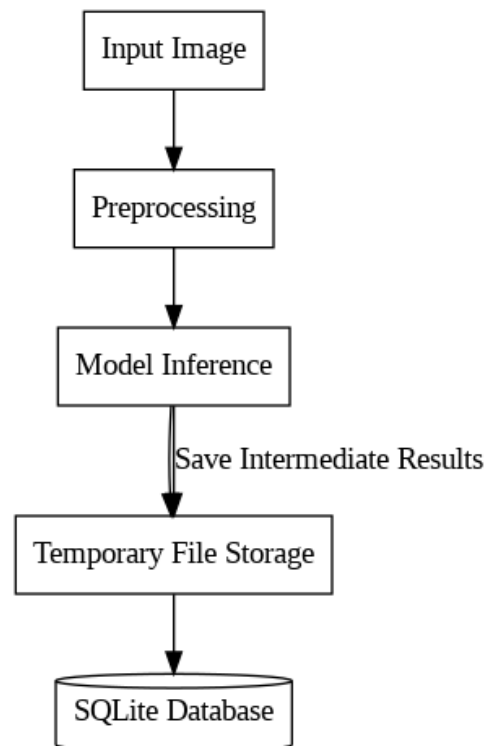 Input Image
Preprocessing
Model Inference
Save Intermediate Results
Temporary File Storage
SQLite Database